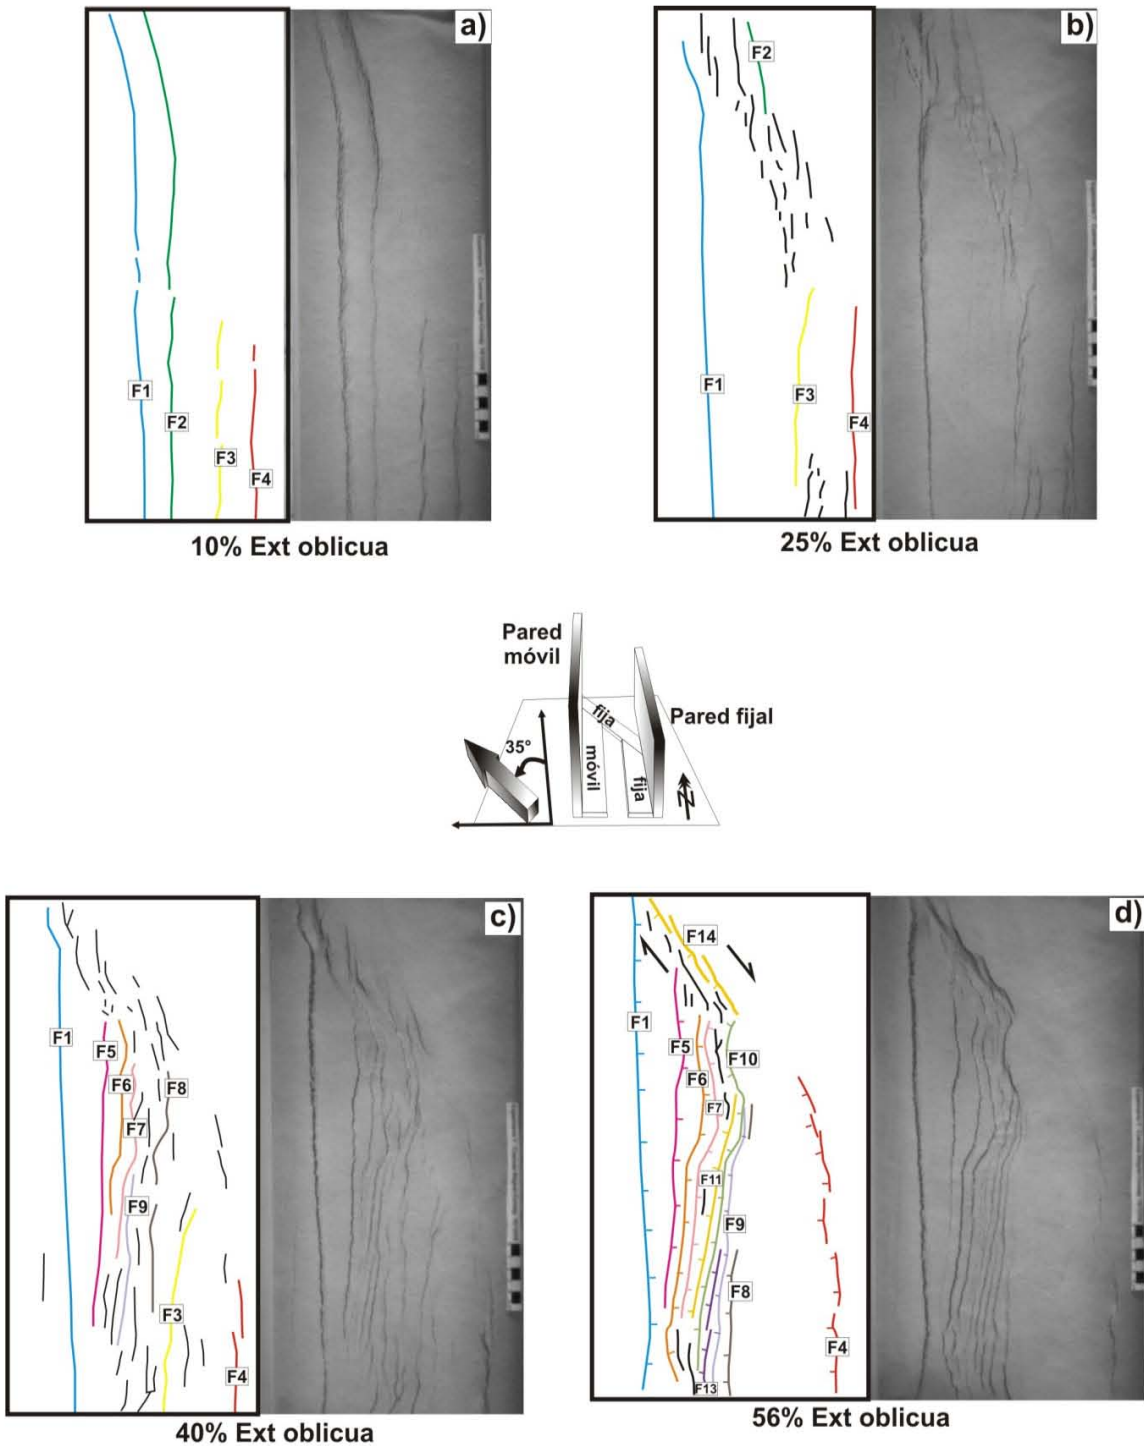 a)
F1
F2
F3
F4
10% Ext oblicua
b)
F2
F1
F3
F4
25% Ext oblicua
Pared
móvil
fija
Pared fijal
35°
móvil
fija
N
c)
F1
F5
F6
F8
F7
F9
F3
F4
40% Ext oblicua
d)
F14
F1
F5
F10
F6
F7
F11
F9
F8
F4
F13
56% Ext oblicua